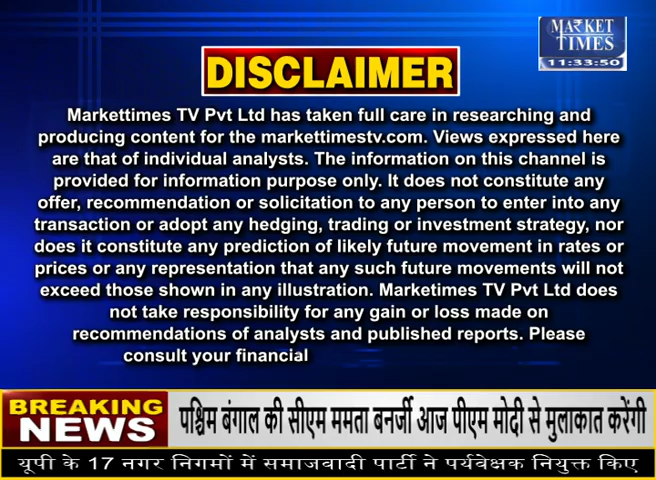 MARKET
TIMES
11:33:50
DISCLAIMER
Markettimes TV Pvt Ltd has taken full care in researching and
producing content for the markettimestv.com. Views expressed here
are that of individual analysts. The information on this channel is
provided for information purpose only. It does not constitute any
offer, recommendation or solicitation to any person to enter into any
transaction or adopt any hedging, trading or investment strategy, nor
does it constitute any prediction of likely future movement in rates or
prices or any representation that any such future movements will not
exceed those shown in any illustration. Marketimes TV Pvt Ltd does
not take responsibility for any gain or loss made on
recommendations of analysts and published reports. Please
consult your financial
BREAKING
NEWS
पश्चिम बंगाल की सीएम ममता बनर्जी आज पीएम मोदी से मुलाकात करेंगी
यूपी के 17 नगर निगमों में समाजवादी पार्टी ने पर्यवेक्षक नियुक्त किए